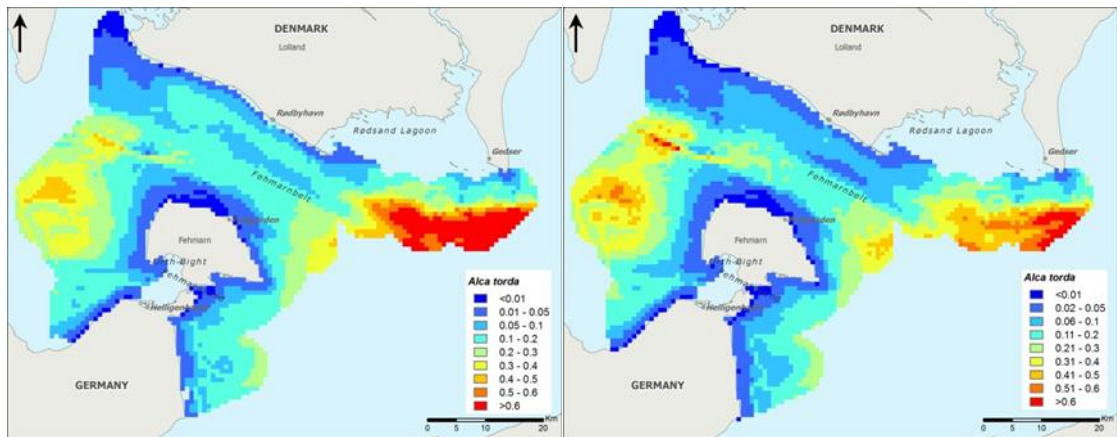 DENMARK
Lolland
Rødbyhavn
Rødsand Lagoon
Gedser
Fehmarnbelt
Fehmarn
GERMANY
Alca torda
<0.01
0.01 - 0.05
0.05 - 0.1
0.1 - 0.2
0.2 - 0.3
0.3 - 0.4
0.4 - 0.5
0.5 - 0.6
>0.6
Km
0 5 10 20
DENMARK
Lolland
Rødbyhavn
Rødsand Lagoon
Gedser
Fehmarnbelt
Fehmarn
GERMANY
Alca torda
<0.01
0.02 - 0.05
0.06 - 0.1
0.11 - 0.2
0.21 - 0.3
0.31 - 0.4
0.41 - 0.5
0.51 - 0.6
>0.6
Km
0 5 10 20